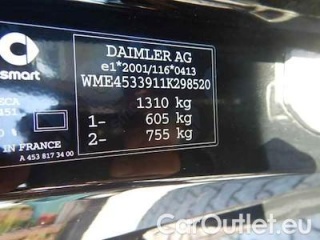 smart
DAIMLER AG
e1*2001/116*0413
WME4533911K298520
1310 kg
1- 605 kg
2- 755 kg
IN FRANCE
A 453 817 34 00
CarOutlet.eu